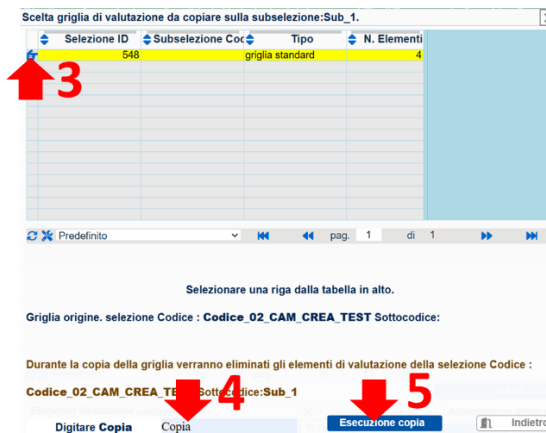 Scelta griglia di valutazione da copiare sulla subselezione:Sub_1.
Selezione ID Subselezione Coc Tipo N. Elementi
548 griglia standard 4
3
Predefinito pag. 1 di 1
Selezionare una riga dalla tabella in alto.
Griglia origine. selezione Codice : Codice_02_CAM_CREA_TEST Sottocodice:
Durante la copia della griglia verranno eliminati gli elementi di valutazione della selezione Codice :
Codice_02_CAM_CREA_TEST Sottocodice:Sub_1
4 5
Digitare Copia Copia Esecuzione copia Indietro